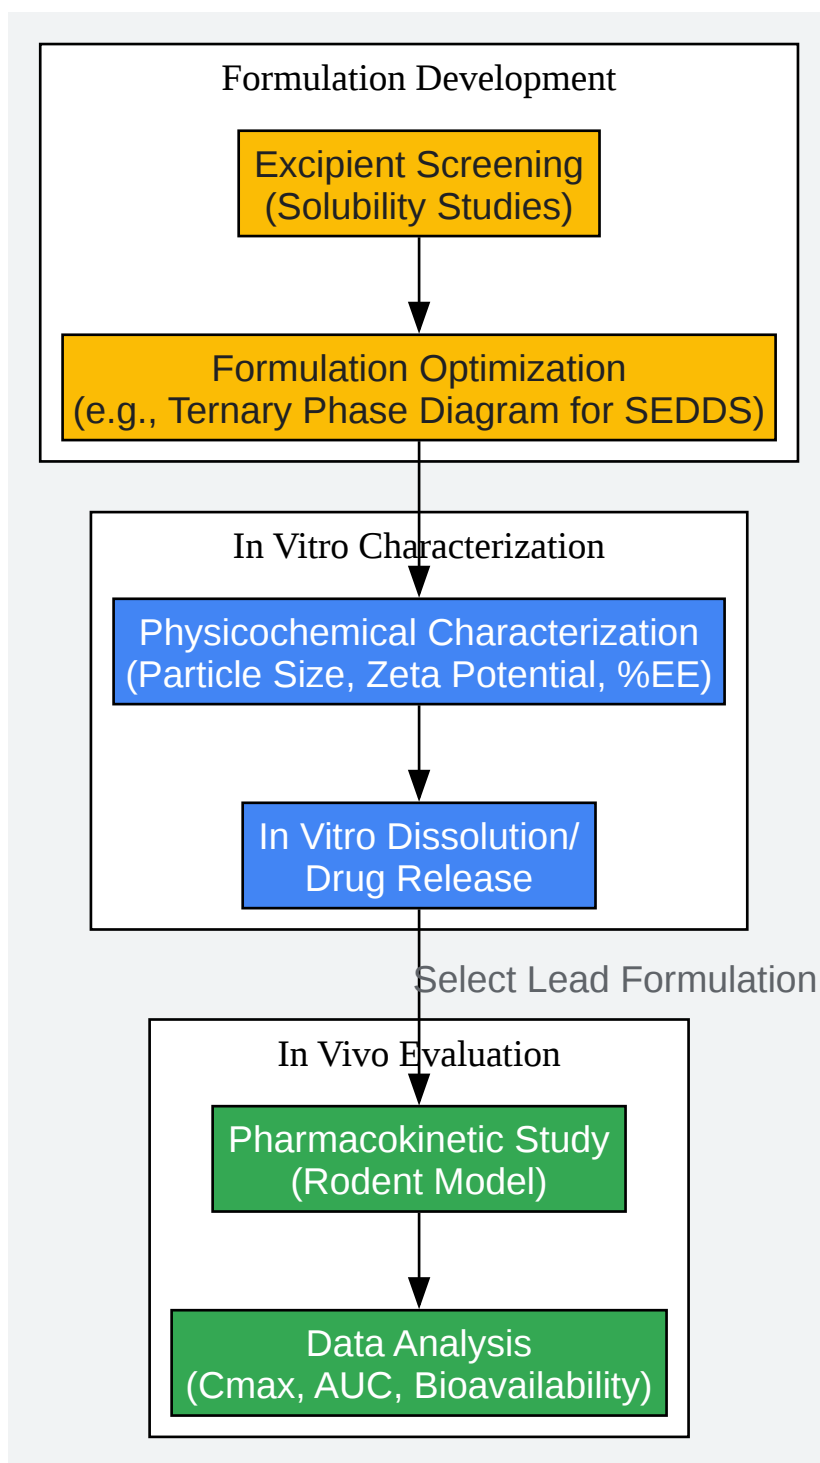 Formulation Development
Excipient Screening
(Solubility Studies)
Formulation Optimization
(e.g., Ternary Phase Diagram for SEDDS)
In Vitro Characterization
Physicochemical Characterization
(Particle Size, Zeta Potential, %EE)
In Vitro Dissolution/
Drug Release
Select Lead Formulation
In Vivo Evaluation
Pharmacokinetic Study
(Rodent Model)
Data Analysis
(Cmax, AUC, Bioavailability)